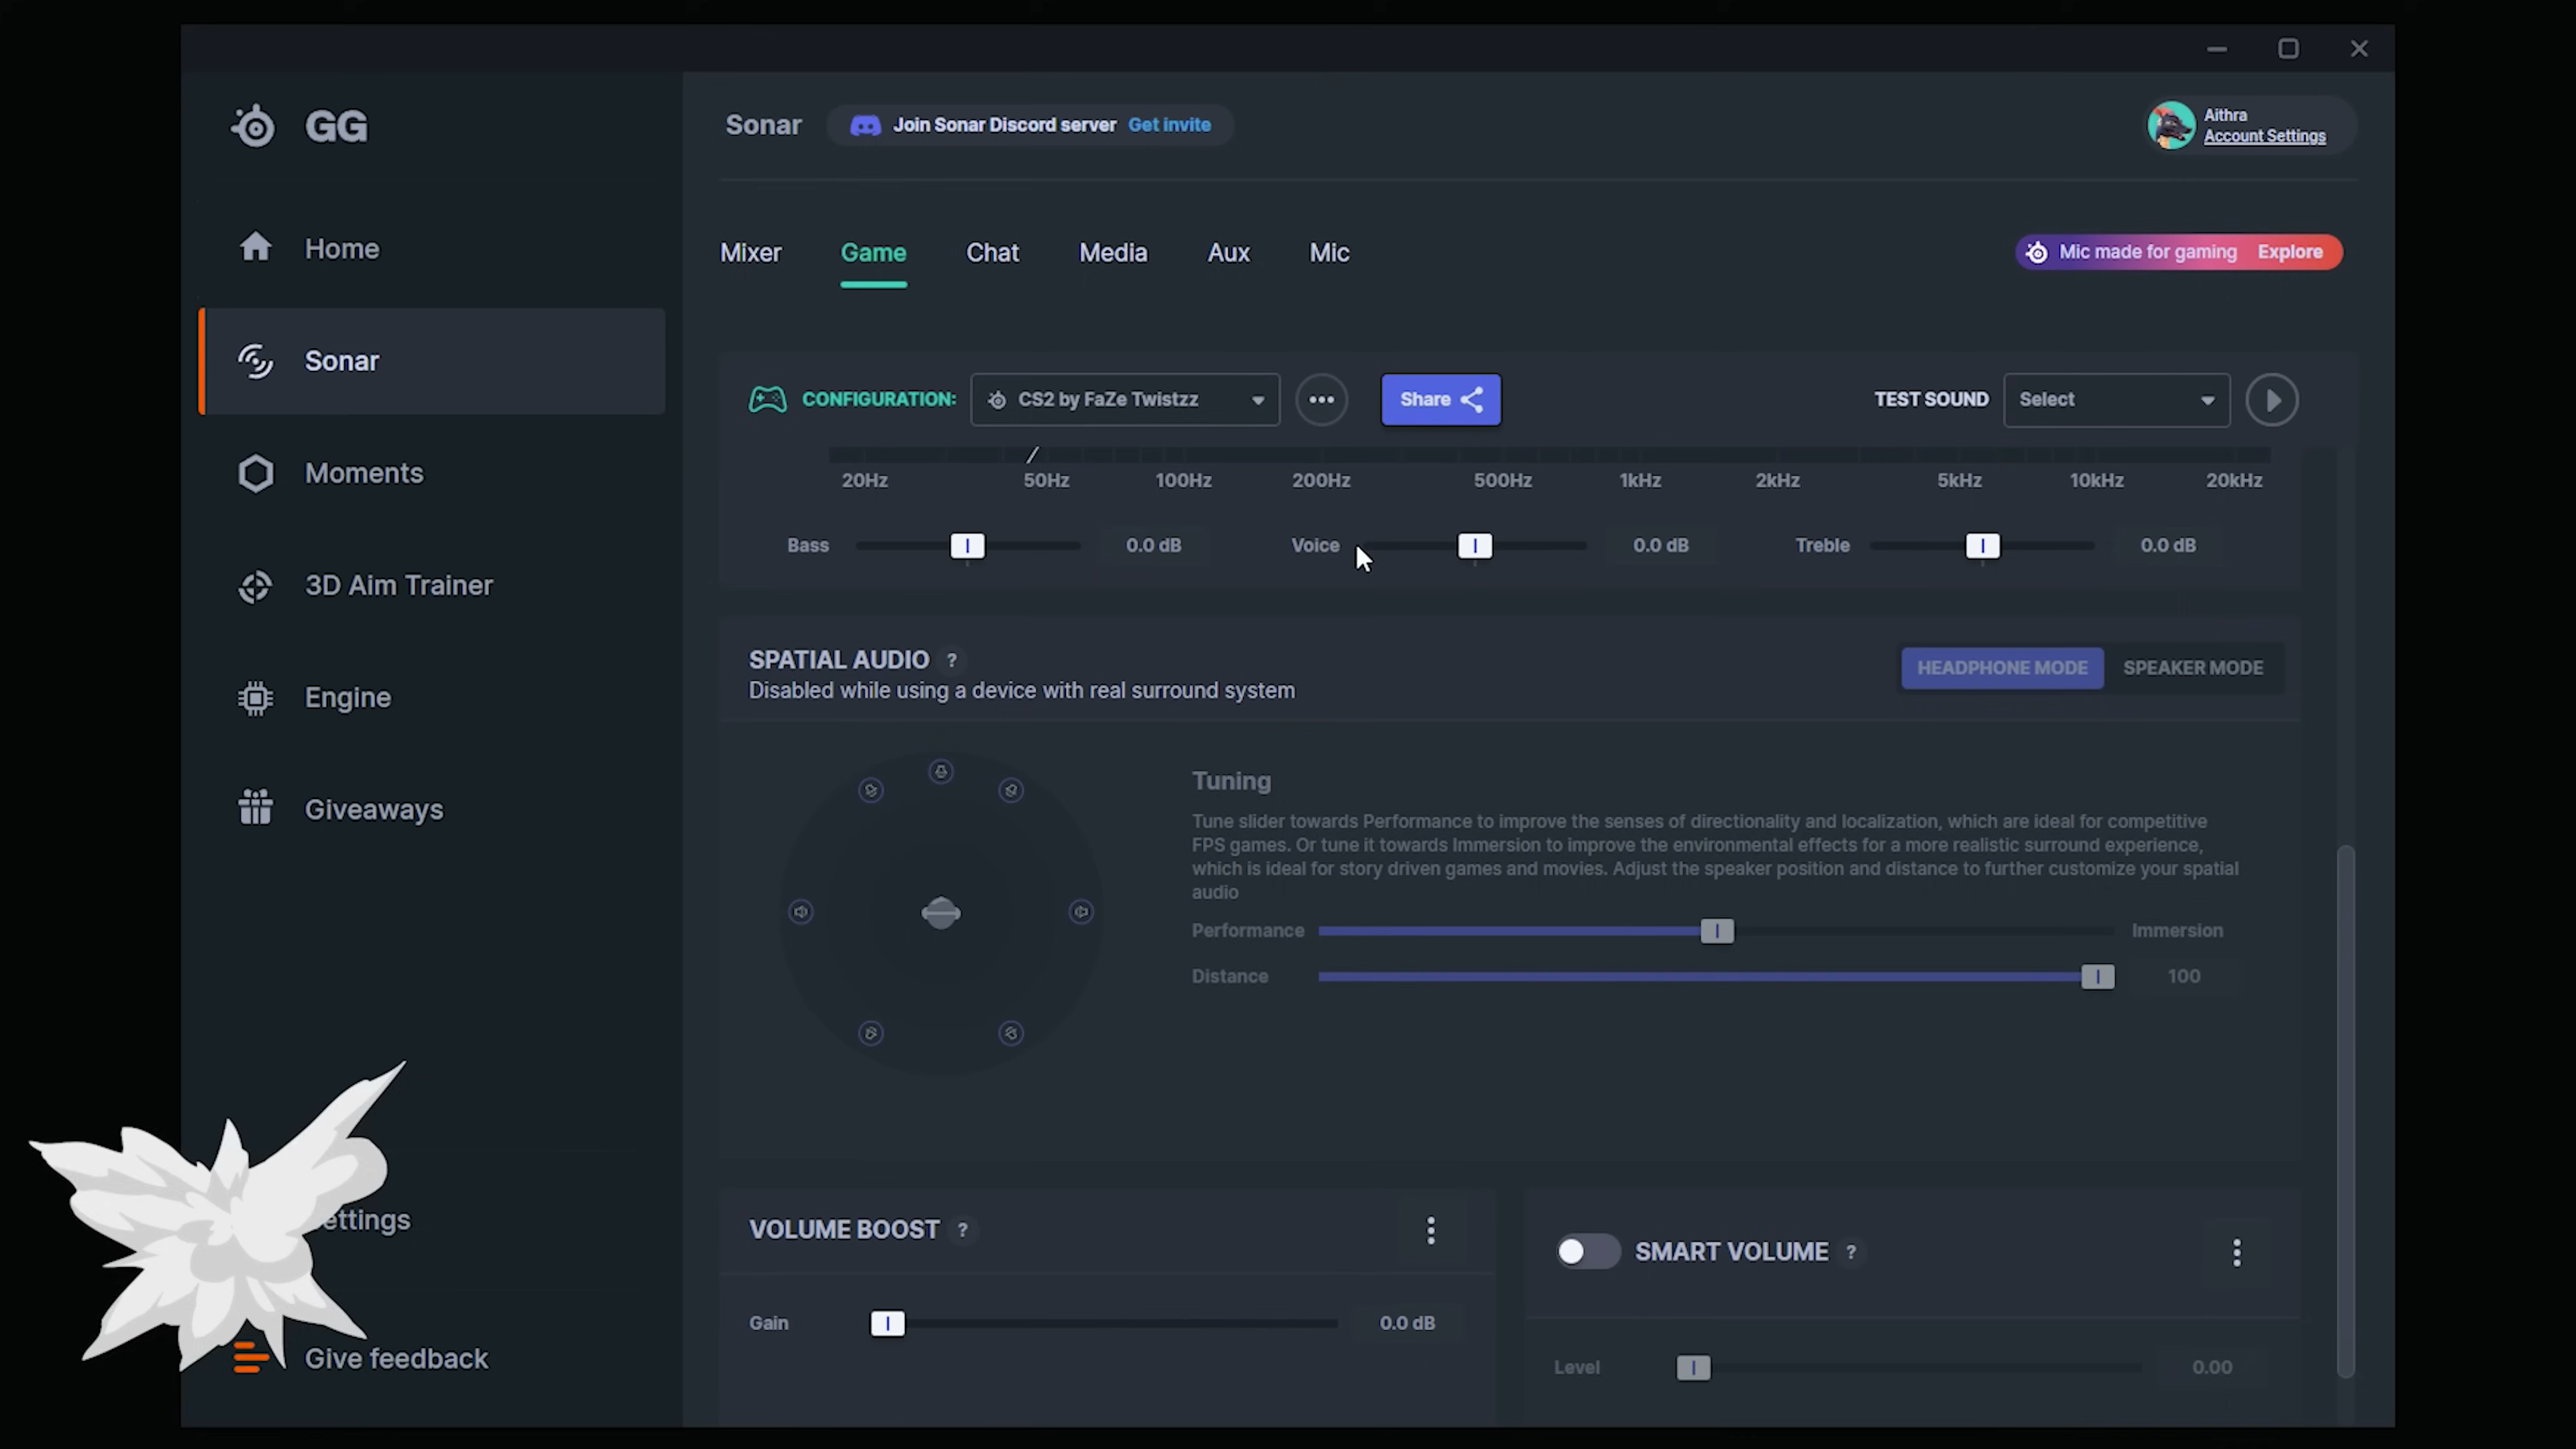 GG
Sonar
Join Sonar Discord server Get invite
Aithra
Account Settings
Home
Sonar
Moments
3D Aim Trainer
Engine
Giveaways
ettings
Give feedback
Mixer Game Chat Media Aux Mic
Mic made for gaming Explore
CONFIGURATION: CS2 by FaZe Twistzz Share TEST SOUND Select
20Hz 50Hz 100Hz 200Hz 500Hz 1kHz 2kHz 5kHz 10kHz 20kHz
Bass 0.0 dB Voice 0.0 dB Treble 0.0 dB
SPATIAL AUDIO ?
Disabled while using a device with real surround system
HEADPHONE MODE SPEAKER MODE
Tuning
Tune slider towards Performance to improve the senses of directionality and localization, which are ideal for competitive
FPS games. Or tune it towards Immersion to improve the environmental effects for a more realistic surround experience,
which is ideal for story driven games and movies. Adjust the speaker position and distance to further customize your spatial
audio
Performance Immersion
Distance 100
VOLUME BOOST ?
Gain 0.0 dB
SMART VOLUME ?
Level 0.00